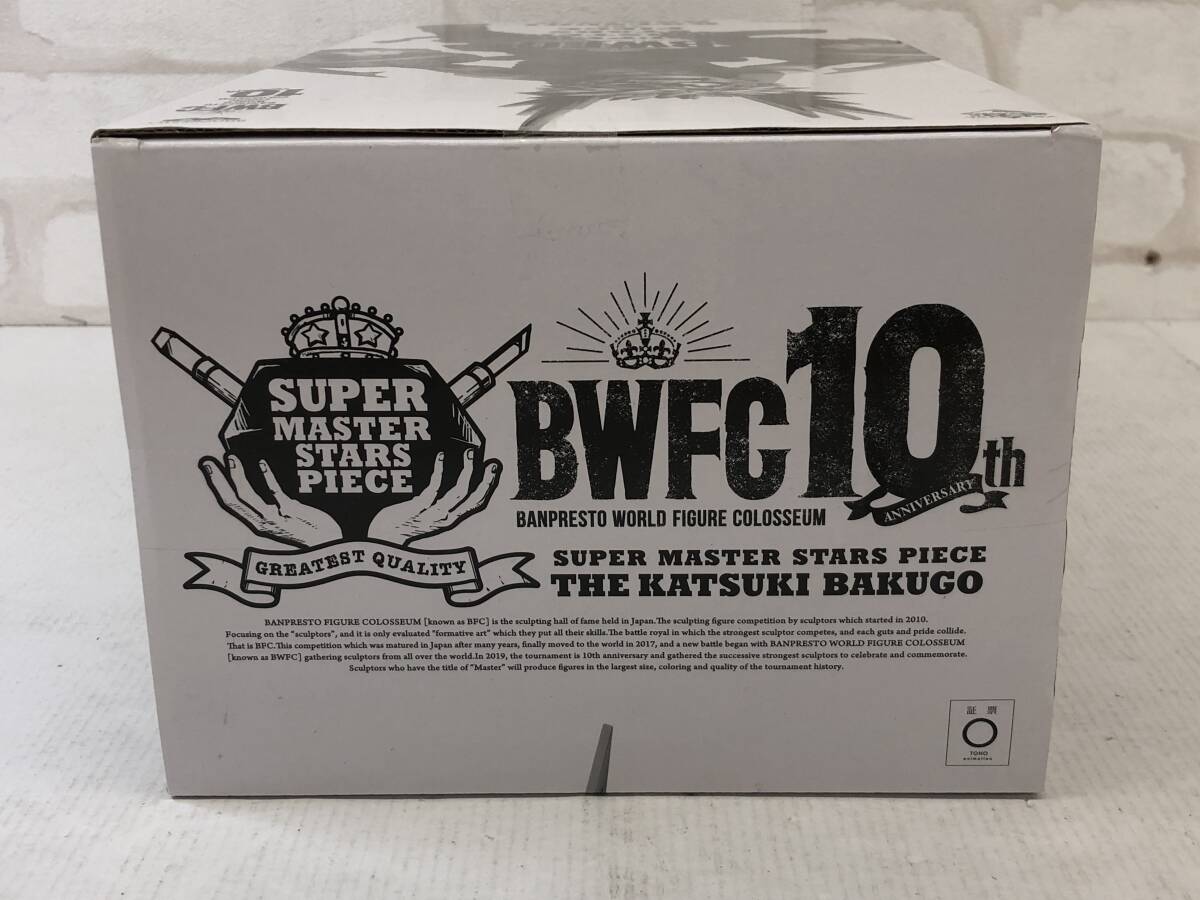 10
BWFC
SUPER
MASTER
STARS
PIECE
GREATEST QUALITY
BWFC 10th
ANNIVERSARY
BANPRESTO WORLD FIGURE COLOSSEUM
SUPER MASTER STARS PIECE
THE KATSUKI BAKUGO
BANPRESTO FIGURE COLOSSEUM [known as BFC] is the sculpting hall of fame held in Japan.The sculpting figure competition by sculptors which started in 2010.
Focusing on the "sculptors", and it is only evaluated "formative art" which they put all their skills.The battle royal in which the strongest sculptor competes, and each guts and pride collide.
That is BFC.This competition which was matured in Japan after many years, finally moved to the world in 2017, and a new battle began with BANPRESTO WORLD FIGURE COLOSSEUM
[known as BWFC] gathering sculptors from all over the world.In 2019, the tournament is 10th anniversary and gathered the successive strongest sculptors to celebrate and commemorate.
Sculptors who have the title of "Master" will produce figures in the largest size, coloring and quality of the tournament history.
証票
TOHO
animation